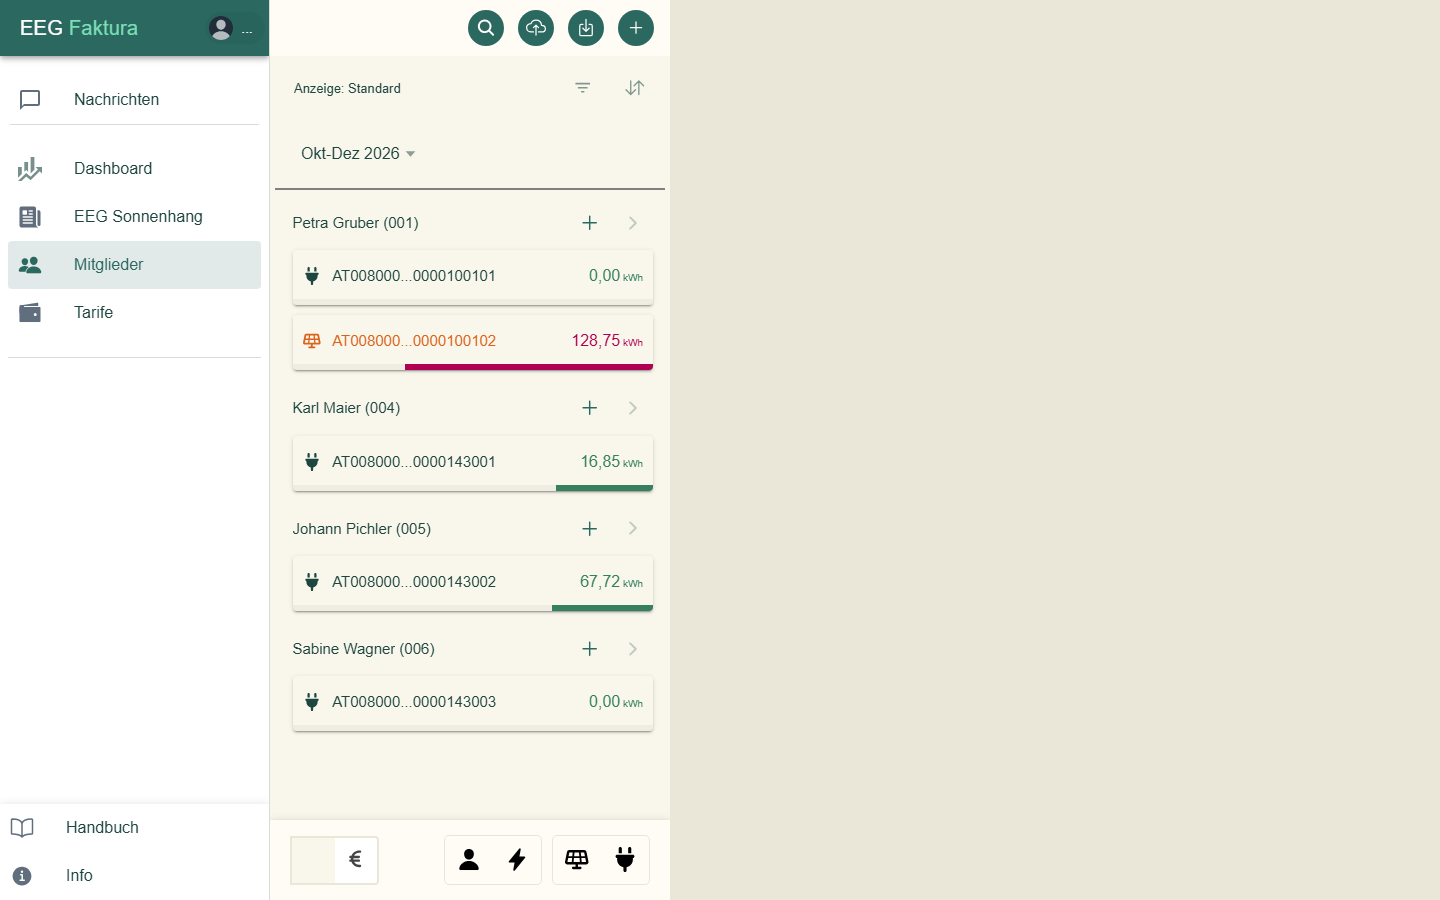 EEG Faktura
...
Nachrichten
Dashboard
EEG Sonnenhang
Mitglieder
Tarife
Handbuch
Info
Anzeige: Standard
Okt-Dez 2026
Petra Gruber (001)
AT008000...0000100101 0,00 kWh
AT008000...0000100102 128,75 kWh
Karl Maier (004)
AT008000...0000143001 16,85 kWh
Johann Pichler (005)
AT008000...0000143002 67,72 kWh
Sabine Wagner (006)
AT008000...0000143003 0,00 kWh
€